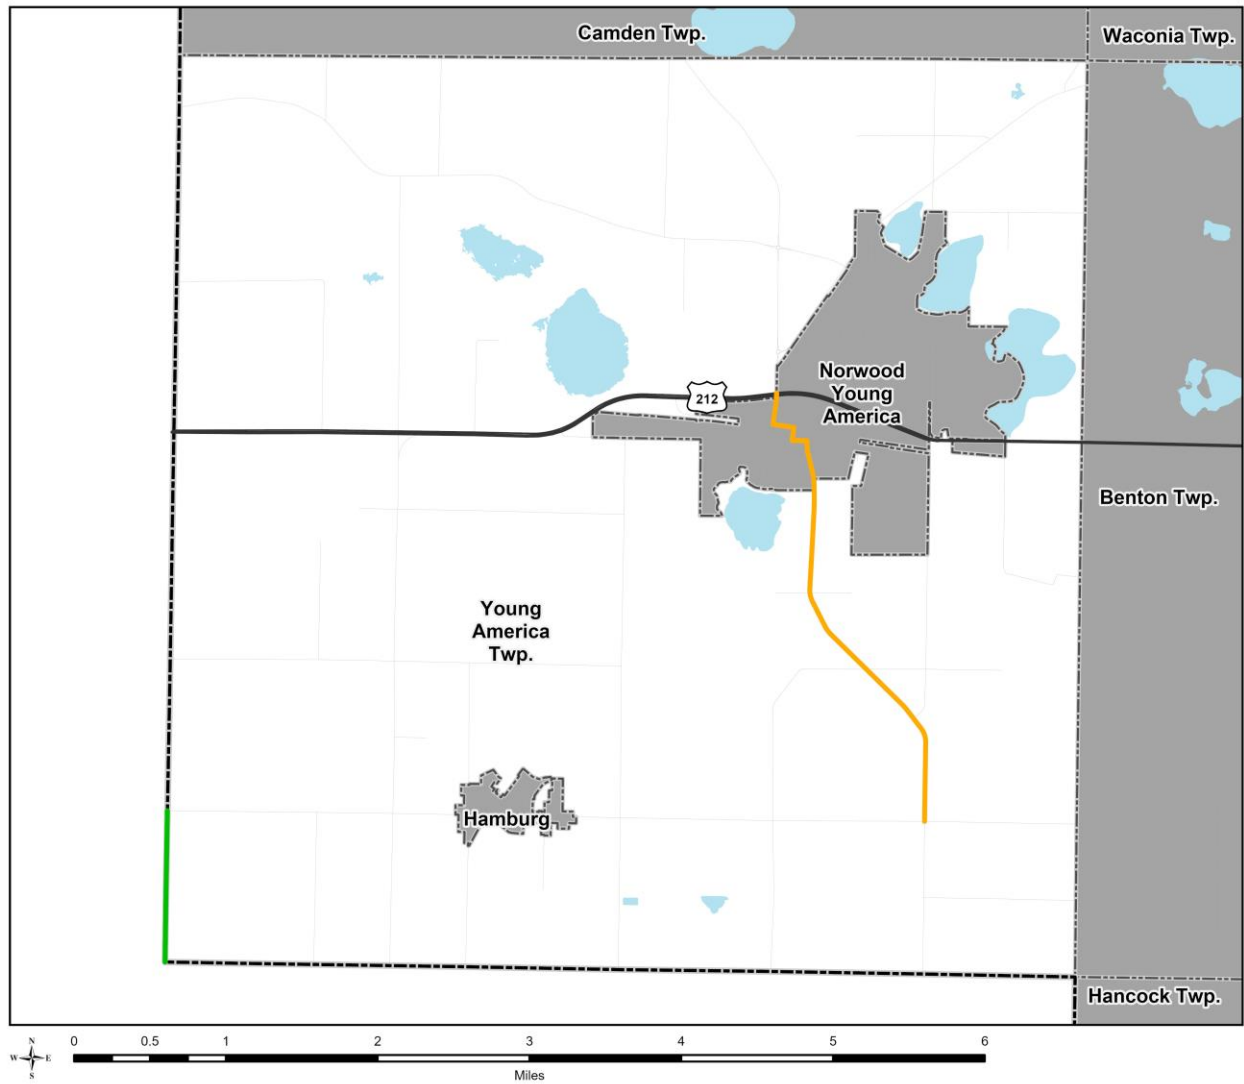 Camden Twp.
Waconia Twp.
Norwood
Young
America
212
Benton Twp.
Young
America
Twp.
Hamburg
Hancock Twp.
N
W E
S
0 0.5 1 2 3 4 5 6
Miles